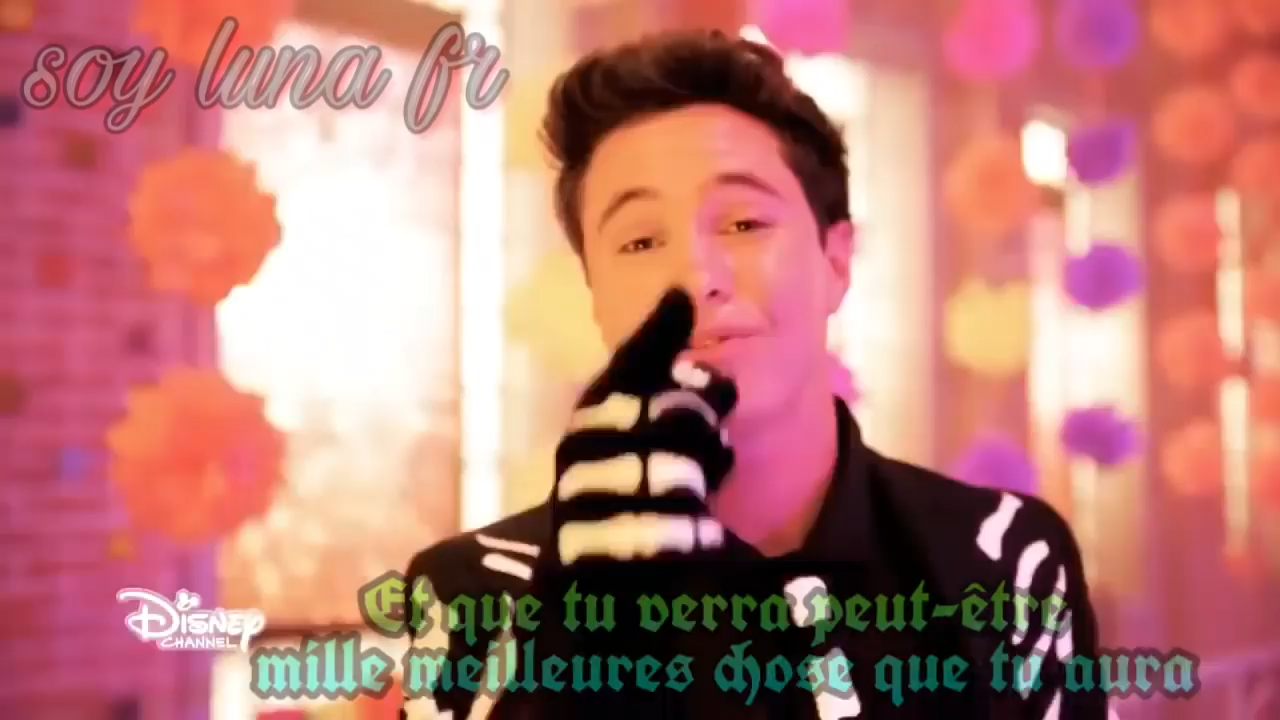 soy luna fr
Disney
CHANNEL
Et que tu verra peut-être
mille meilleures chose que tu aura